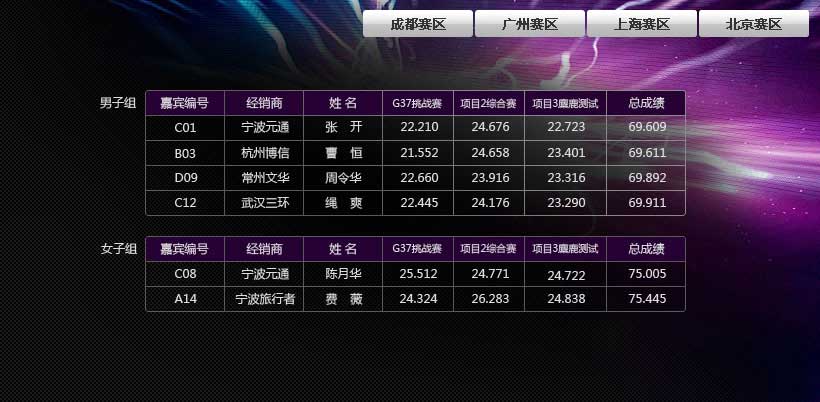 成都赛区 广州赛区 上海赛区 北京赛区
男子组 嘉宾编号 经销商 姓 名 G37挑战赛 项目2综合赛 项目3麋鹿测试 总成绩
C01 宁波元通 张 开 22.210 24.676 22.723 69.609
B03 杭州博信 曹 恒 21.552 24.658 23.401 69.611
D09 常州文华 周令华 22.660 23.916 23.316 69.892
C12 武汉三环 绳 爽 22.445 24.176 23.290 69.911
女子组 嘉宾编号 经销商 姓 名 G37挑战赛 项目2综合赛 项目3麋鹿测试 总成绩
C08 宁波元通 陈月华 25.512 24.771 24.722 75.005
A14 宁波旅行者 费 薇 24.324 26.283 24.838 75.445